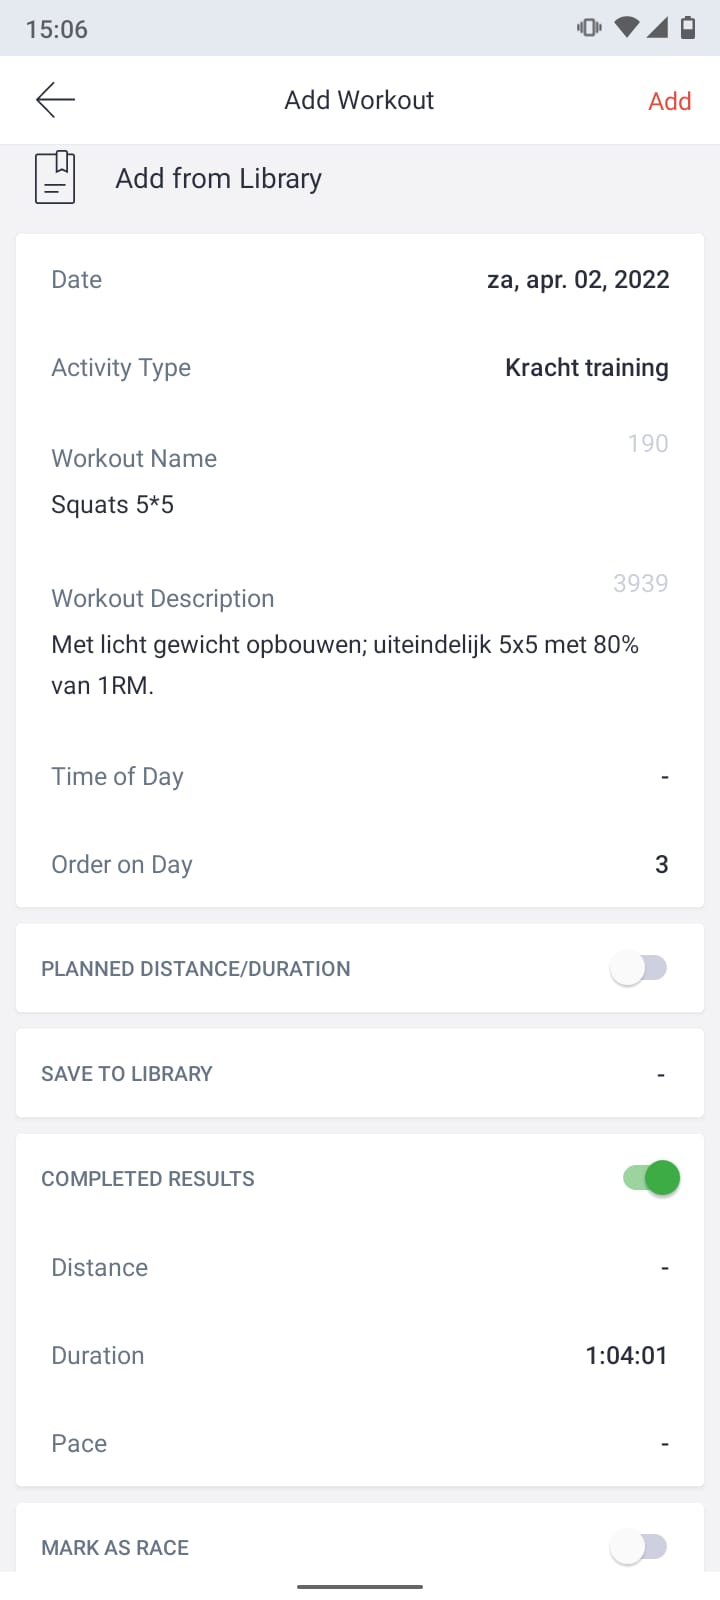 15:06
Add Workout
Add
Add from Library
Date
za, apr. 02, 2022
Activity Type
Kracht training
190
Workout Name
Squats 5*5
3939
Workout Description
Met licht gewicht opbouwen; uiteindelijk 5x5 met 80%
van 1RM.
Time of Day
-
Order on Day
3
PLANNED DISTANCE/DURATION
SAVE TO LIBRARY
-
COMPLETED RESULTS
Distance
-
Duration
1:04:01
Pace
-
MARK AS RACE